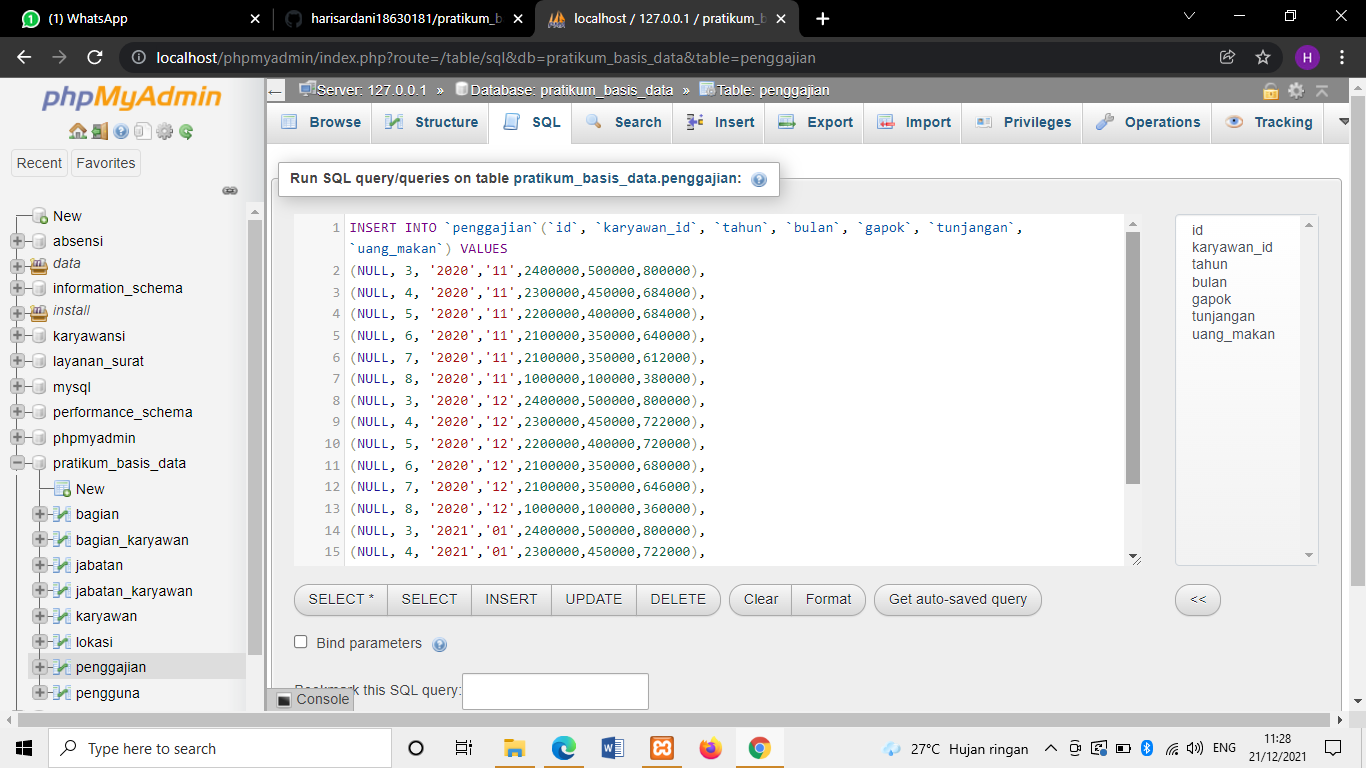 (1) WhatsApp
harisardani18630181/pratikum_b
localhost / 127.0.0.1 / pratikum_b
localhost/phpmyadmin/index.php?route=/table/sql&db=pratikum_basis_data&table=penggajian
H
phpMyAdmin
Recent
Favorites
New
absensi
data
information_schema
install
karyawansi
layanan_surat
mysql
performance_schema
phpmyadmin
pratikum_basis_data
New
bagian
bagian_karyawan
jabatan
jabatan_karyawan
karyawan
lokasi
penggajian
pengguna
Server: 127.0.0.1 » Database: pratikum_basis_data » Table: penggajian
Browse Structure SQL Search Insert Export Import Privileges Operations Tracking
Run SQL query/queries on table pratikum_basis_data.penggajian:
1 INSERT INTO `penggajian`(`id`, `karyawan_id`, `tahun`, `bulan`, `gapok`, `tunjangan`,
`uang_makan`) VALUES
2 (NULL, 3, '2020','11',2400000,500000,800000),
3 (NULL, 4, '2020','11',2300000,450000,684000),
4 (NULL, 5, '2020','11',2200000,400000,684000),
5 (NULL, 6, '2020','11',2100000,350000,640000),
6 (NULL, 7, '2020','11',2100000,350000,612000),
7 (NULL, 8, '2020','11',1000000,100000,380000),
8 (NULL, 3, '2020','12',2400000,500000,800000),
9 (NULL, 4, '2020','12',2300000,450000,722000),
10 (NULL, 5, '2020','12',2200000,400000,720000),
11 (NULL, 6, '2020','12',2100000,350000,680000),
12 (NULL, 7, '2020','12',2100000,350000,646000),
13 (NULL, 8, '2020','12',1000000,100000,360000),
14 (NULL, 3, '2021','01',2400000,500000,800000),
15 (NULL, 4, '2021','01',2300000,450000,722000),
id
karyawan_id
tahun
bulan
gapok
tunjangan
uang_makan
SELECT * SELECT INSERT UPDATE DELETE Clear Format Get auto-saved query <<
Bind parameters
Bookmark this SQL query:
Console
Type here to search
27°C Hujan ringan
ENG
11:28
21/12/2021